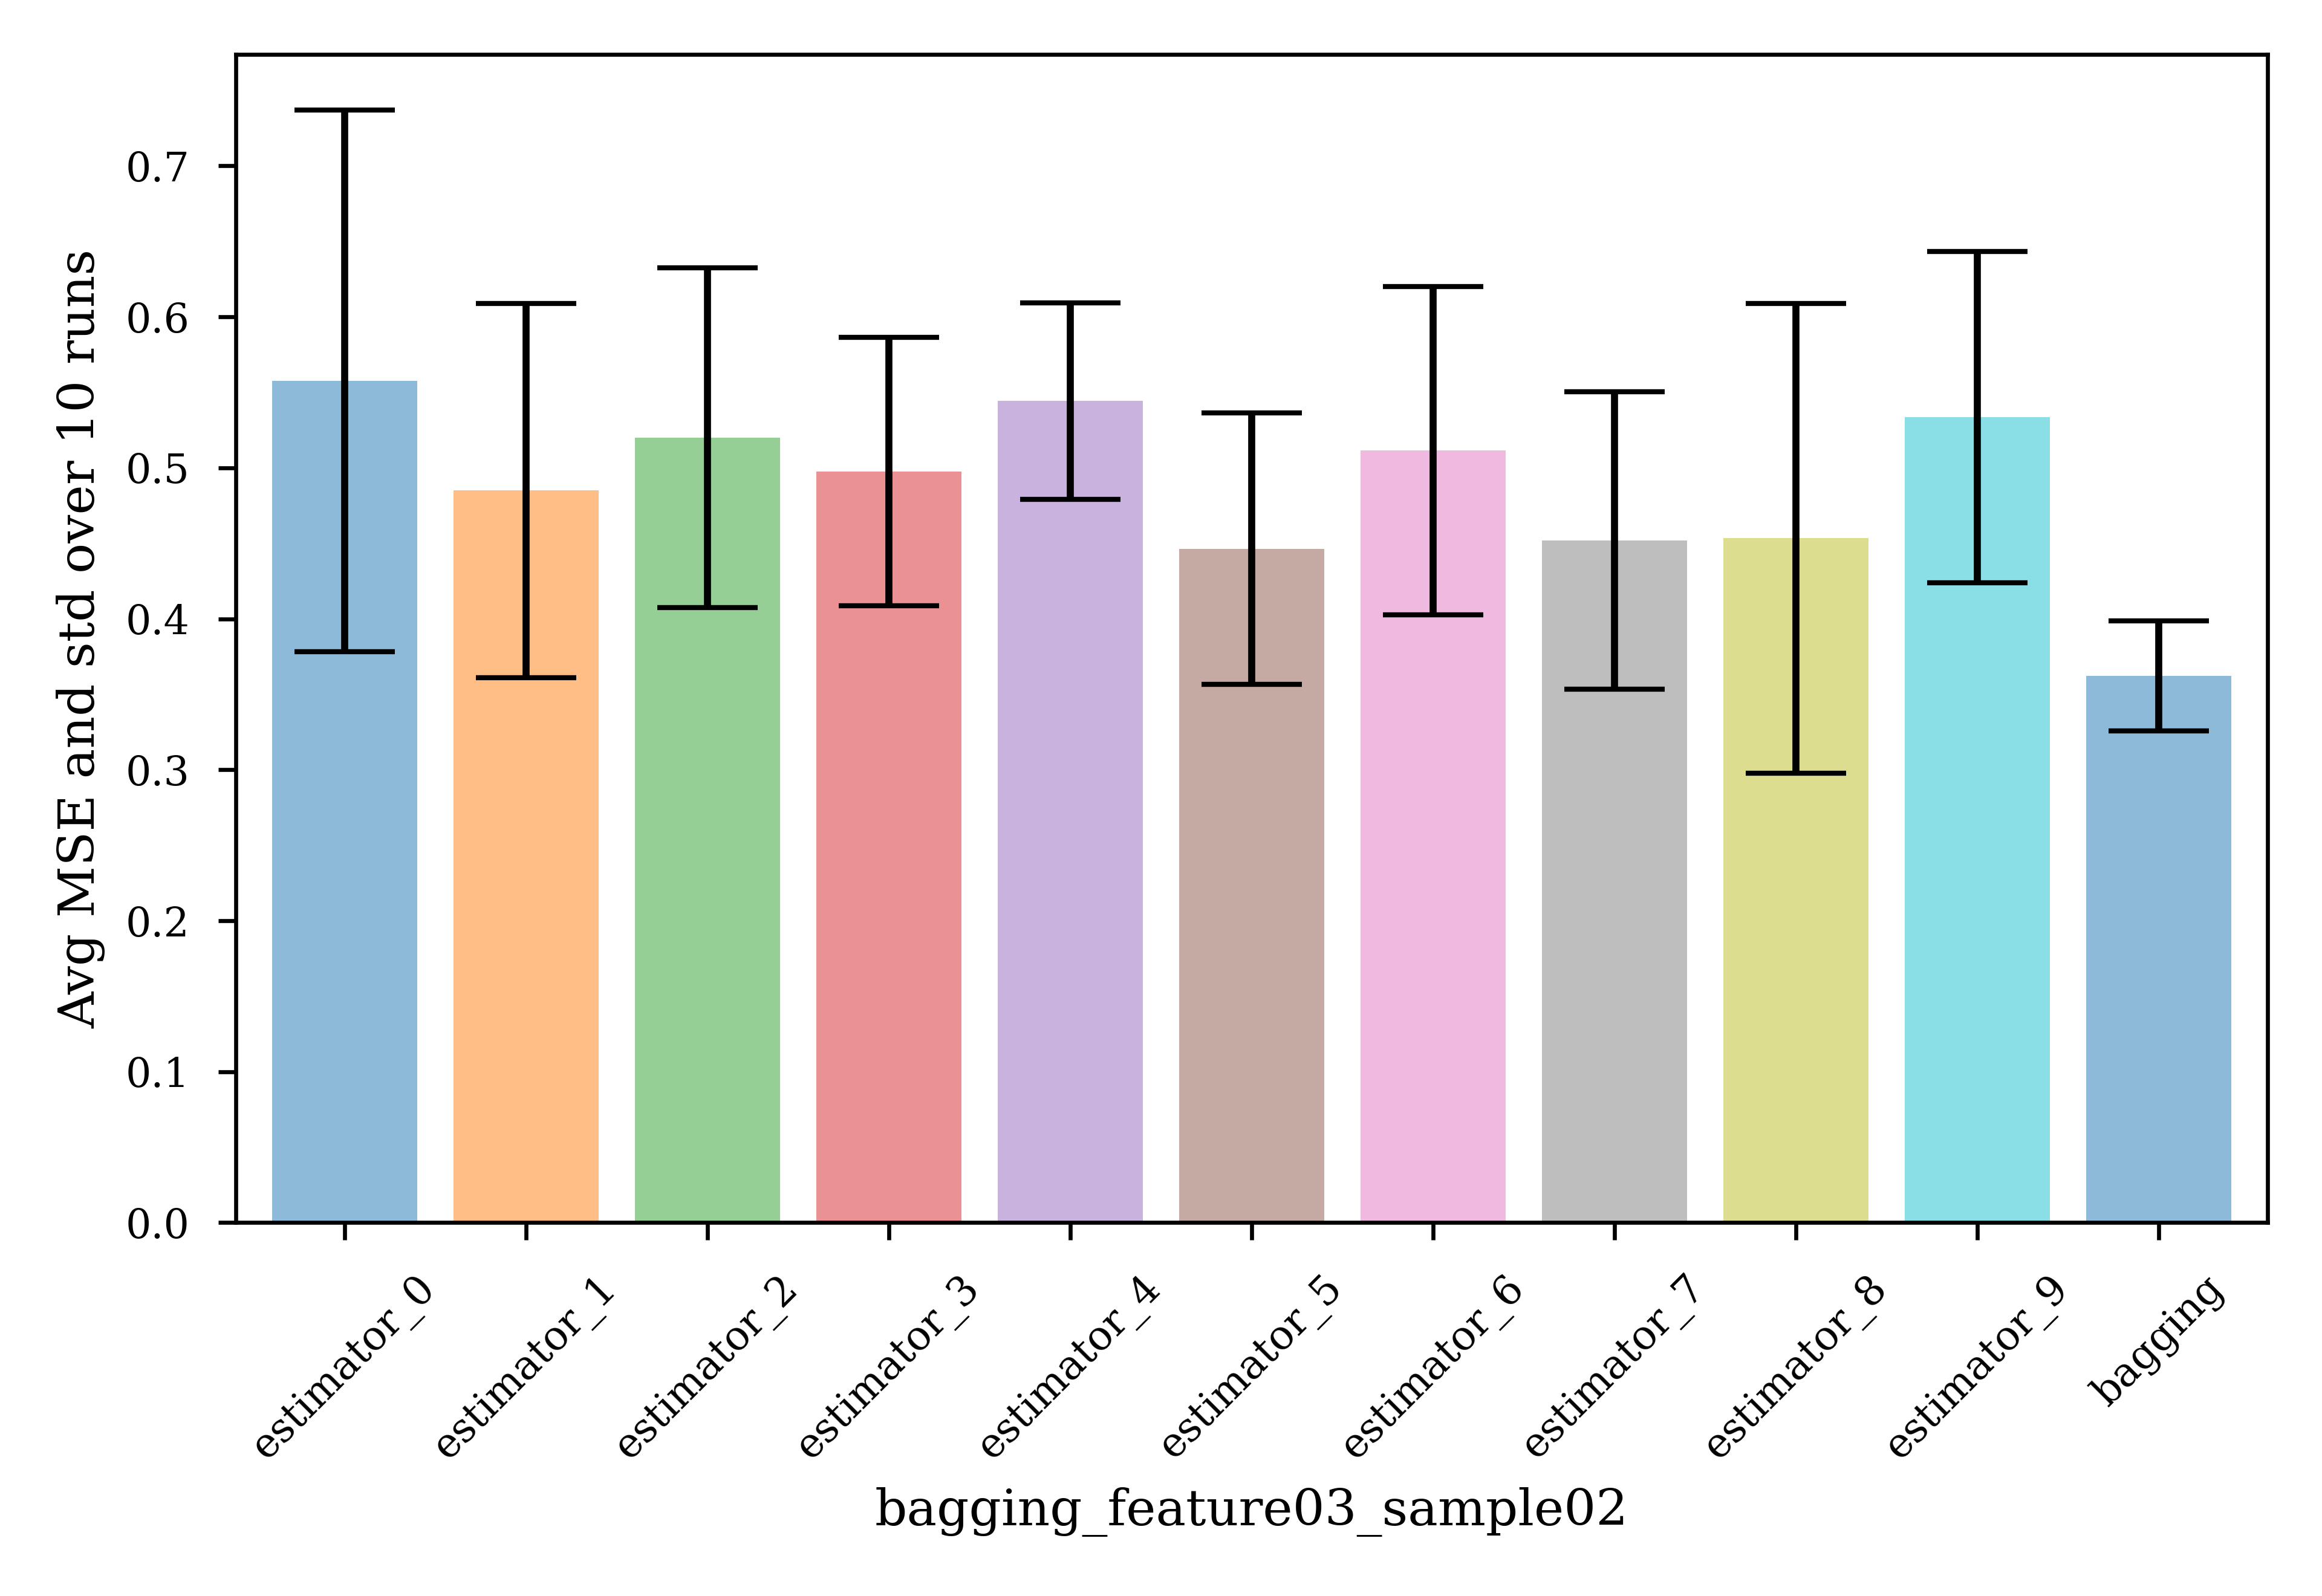 Avg MSE and std over 10 runs
0.7
0.6
0.5
0.4
0.3
0.2
0.1
0.0
estimator_0
estimator_1
estimator_2
estimator_3
estimator_4
estimator_5
estimator_6
estimator_7
estimator_8
estimator_9
bagging
bagging_feature03_sample02